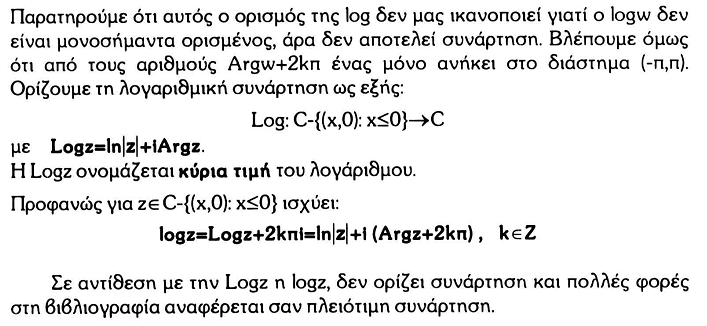 Παρατηρούμε ότι αυτός ο ορισμός της log δεν μας ικανοποιεί γιατί ο logw δεν
είναι μονοσήμαντα ορισμένος, άρα δεν αποτελεί συνάρτηση. Βλέπουμε όμως
ότι από τους αριθμούς Argw+2kπ ένας μόνο ανήκει στο διάστημα (-π,π).
Ορίζουμε τη λογαριθμική συνάρτηση ως εξής:
Log: C-{(x,0): x≤0}→C
με Logz=ln|z|+iArgz.
Η Logz ονομάζεται κύρια τιμή του λογάριθμου.
Προφανώς για z∈C-{(x,0): x≤0} ισχύει:
logz=Logz+2kπi=ln|z|+i (Argz+2kπ) , k∈Z
Σε αντίθεση με την Logz η logz, δεν ορίζει συνάρτηση και πολλές φορές
στη βιβλιογραφία αναφέρεται σαν πλειότιμη συνάρτηση.